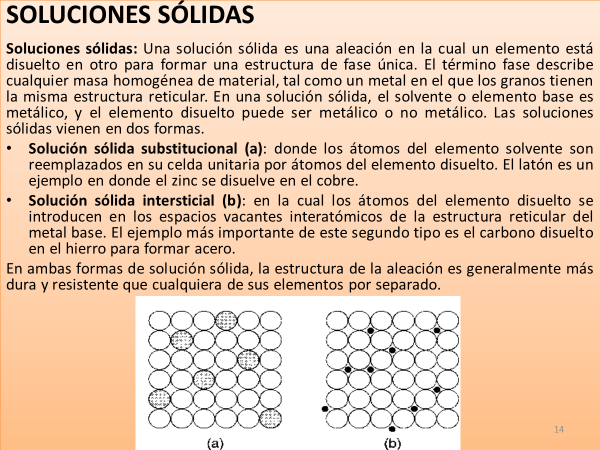 SOLUCIONES SÓLIDAS
Soluciones sólidas: Una solución sólida es una aleación en la cual un elemento está
disuelto en otro para formar una estructura de fase única. El término fase describe
cualquier masa homogénea de material, tal como un metal en el que los granos tienen
la misma estructura reticular. En una solución sólida, el solvente o elemento base es
metálico, y el elemento disuelto puede ser metálico o no metálico. Las soluciones
sólidas vienen en dos formas.
• Solución sólida substitucional (a): donde los átomos del elemento solvente son
reemplazados en su celda unitaria por átomos del elemento disuelto. El latón es un
ejemplo en donde el zinc se disuelve en el cobre.
• Solución sólida intersticial (b): en la cual los átomos del elemento disuelto se
introducen en los espacios vacantes interatómicos de la estructura reticular del
metal base. El ejemplo más importante de este segundo tipo es el carbono disuelto
en el hierro para formar acero.
En ambas formas de solución sólida, la estructura de la aleación es generalmente más
dura y resistente que cualquiera de sus elementos por separado.
(a) (b)
14